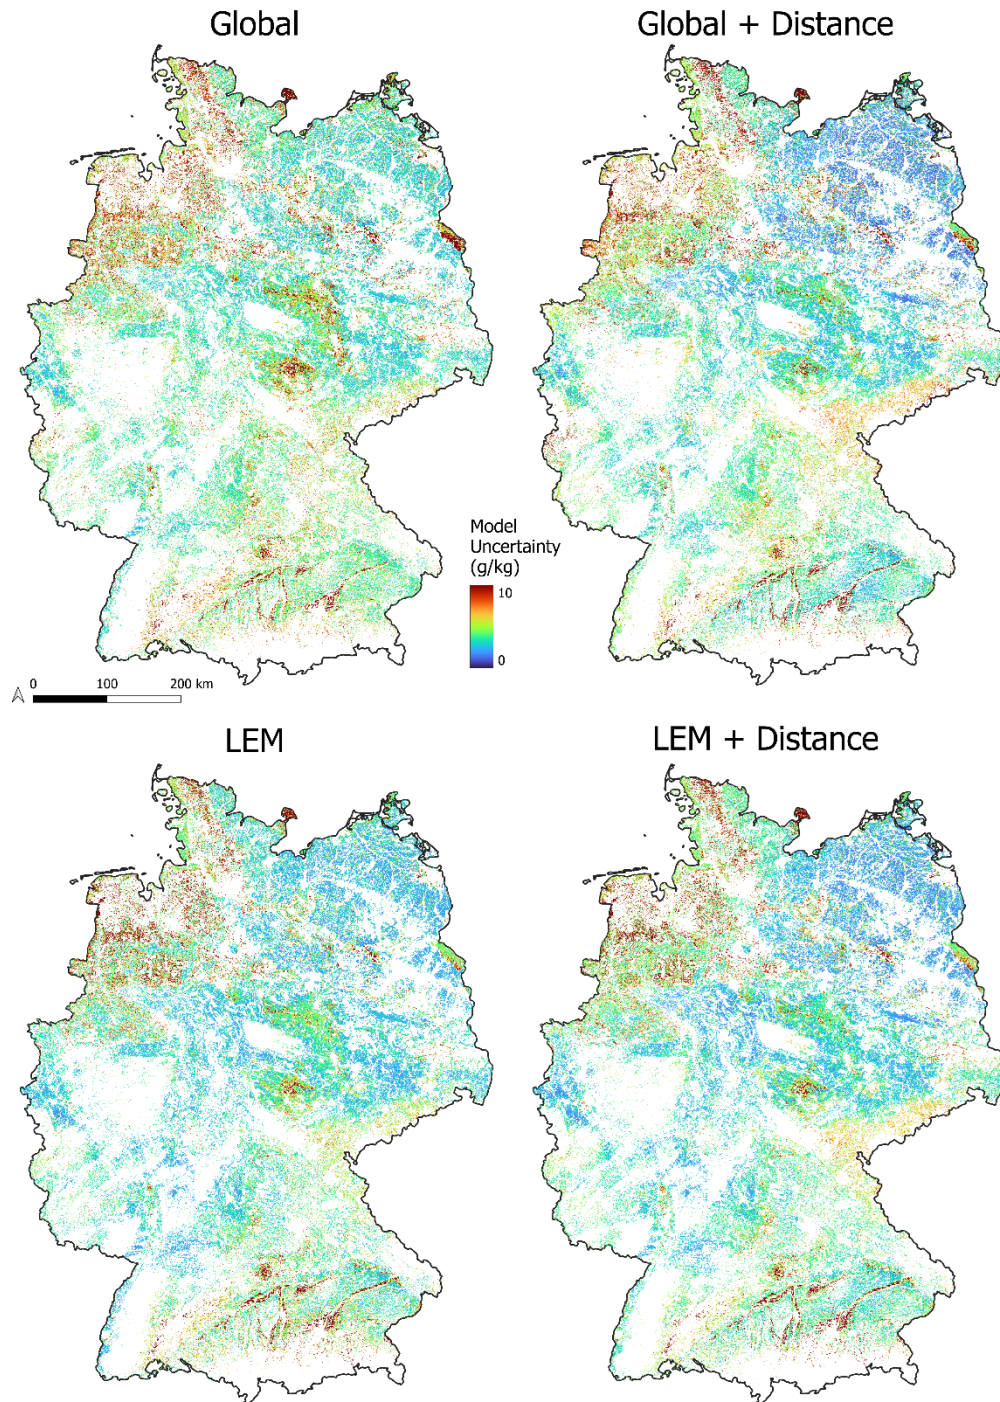 Global
Global + Distance
Model
Uncertainty
(g/kg)
10
0
0 100 200 km
LEM
LEM + Distance